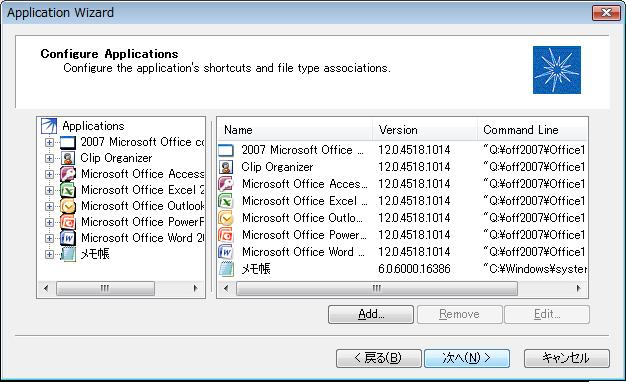 Application Wizard
Configure Applications
Configure the application's shortcuts and file type associations.
Applications
2007 Microsoft Office co
Clip Organizer
Microsoft Office Access
Microsoft Office Excel 2
Microsoft Office Outlook
Microsoft Office PowerF
Microsoft Office Word 20
メモ帳
Name Version Command Line
2007 Microsoft Office ... 12.0.4518.1014 "Q:¥off2007¥Office1
Clip Organizer 12.0.4518.1014 "Q:¥off2007¥Office1
Microsoft Office Acces... 12.0.4518.1014 "Q:¥off2007¥Office1
Microsoft Office Excel ... 12.0.4518.1014 "Q:¥off2007¥Office1
Microsoft Office Outlo... 12.0.4518.1014 "Q:¥off2007¥Office1
Microsoft Office Power... 12.0.4518.1014 "Q:¥off2007¥Office1
Microsoft Office Word ... 12.0.4518.1014 "Q:¥off2007¥Office1
メモ帳 6.0.6000.16386 "C:¥Windows¥system
Add... Remove Edit...
< 戻る(B) 次へ(N) > キャンセル